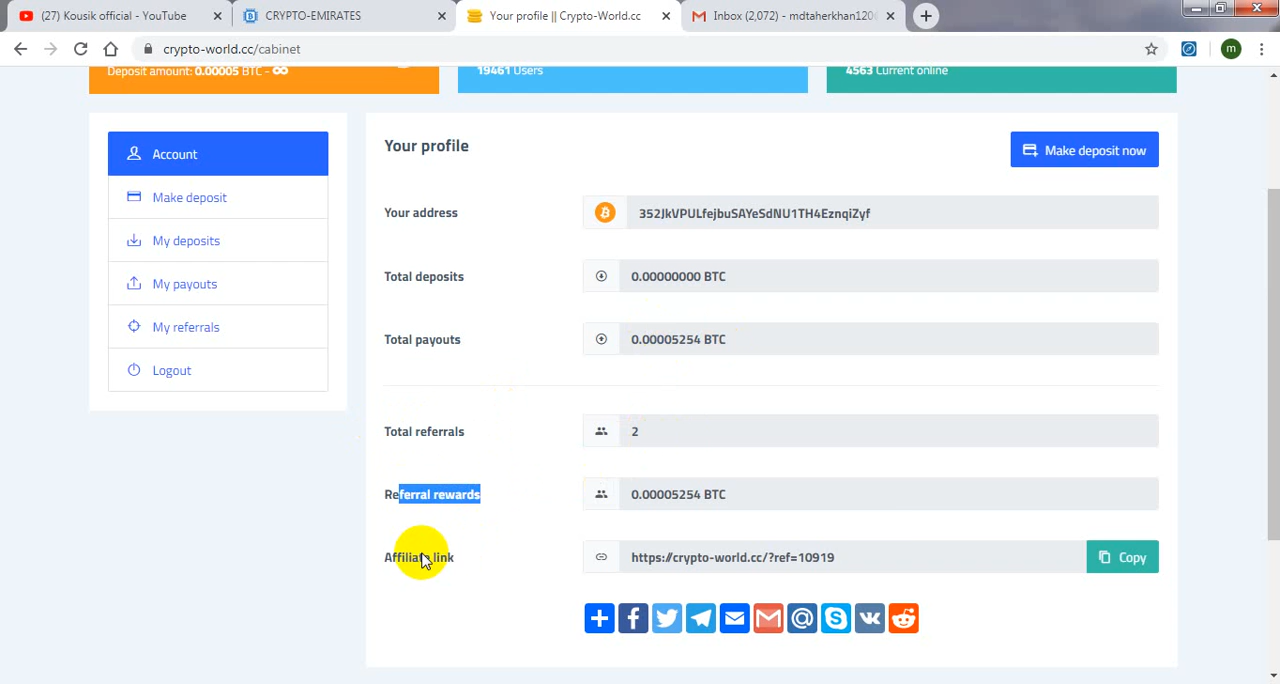 (27) Kousik official - YouTube
CRYPTO-EMIRATES
Your profile || Crypto-World.cc
Inbox (2,072) - mdtaherkhan120
crypto-world.cc/cabinet
m
Deposit amount: 0.00005 BTC - ∞
19461 Users
4563 Current online
Account
Make deposit
My deposits
My payouts
My referrals
Logout
Your profile
Make deposit now
Your address
352JkVPULfejbuSAYeSdNU1TH4EznqiZyf
Total deposits
0.00000000 BTC
Total payouts
0.00005254 BTC
Total referrals
2
Referral rewards
0.00005254 BTC
Affiliate link
https://crypto-world.cc/?ref=10919
Copy